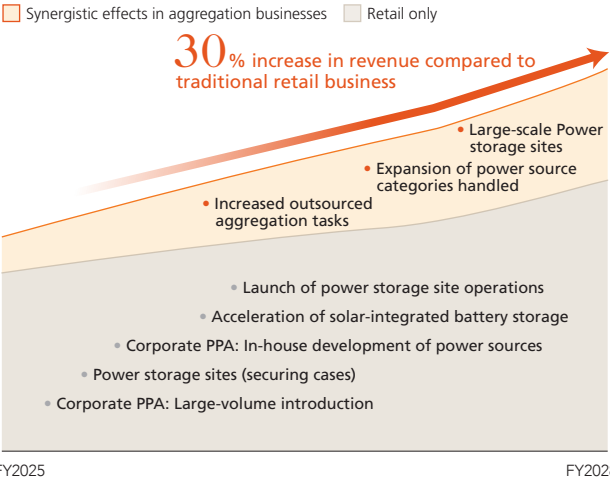 Synergistic effects in aggregation businesses
Retail only
30% increase in revenue compared to
traditional retail business
• Large-scale Power
storage sites
• Expansion of power source
categories handled
• Increased outsourced
aggregation tasks
• Launch of power storage site operations
• Acceleration of solar-integrated battery storage
• Corporate PPA: In-house development of power sources
• Power storage sites (securing cases)
• Corporate PPA: Large-volume introduction
FY2025